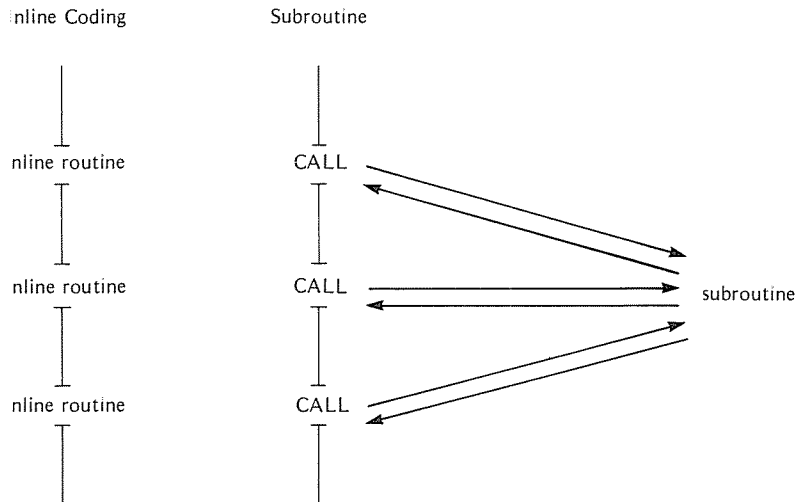 nline Coding
Subroutine
nline routine
CALL
nline routine
CALL
subroutine
nline routine
CALL